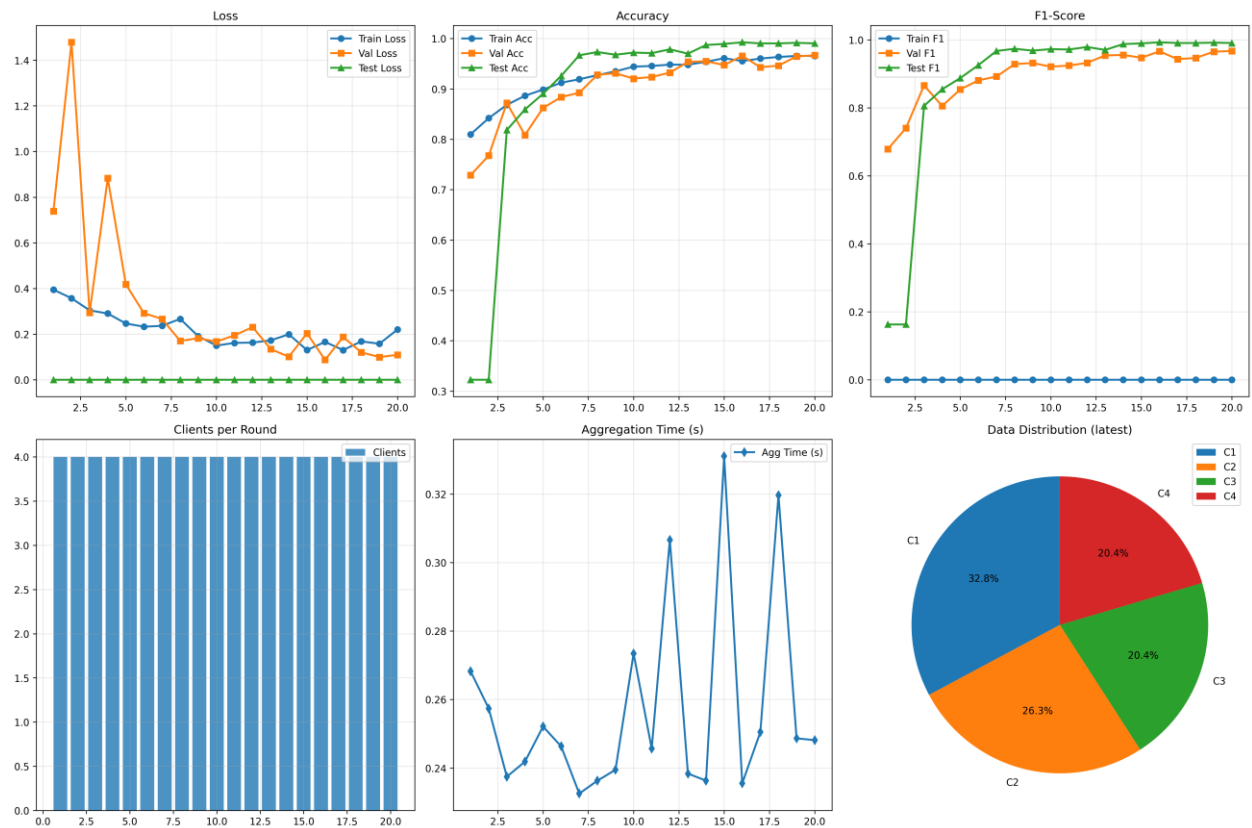 Loss
Train Loss
Val Loss
Test Loss
1.4
1.2
1.0
0.8
0.6
0.4
0.2
0.0
2.5 5.0 7.5 10.0 12.5 15.0 17.5 20.0
Accuracy
Train Acc
Val Acc
Test Acc
1.0
0.9
0.8
0.7
0.6
0.5
0.4
0.3
2.5 5.0 7.5 10.0 12.5 15.0 17.5 20.0
F1-Score
Train F1
Val F1
Test F1
1.0
0.8
0.6
0.4
0.2
0.0
2.5 5.0 7.5 10.0 12.5 15.0 17.5 20.0
Clients per Round
Clients
4.0
3.5
3.0
2.5
2.0
1.5
1.0
0.5
0.0
0.0 2.5 5.0 7.5 10.0 12.5 15.0 17.5 20.0
Aggregation Time (s)
Agg Time (s)
0.32
0.30
0.28
0.26
0.24
2.5 5.0 7.5 10.0 12.5 15.0 17.5 20.0
Data Distribution (latest)
C1
C2
C3
C4
C4
C1
20.4%
32.8%
20.4%
C3
26.3%
C2